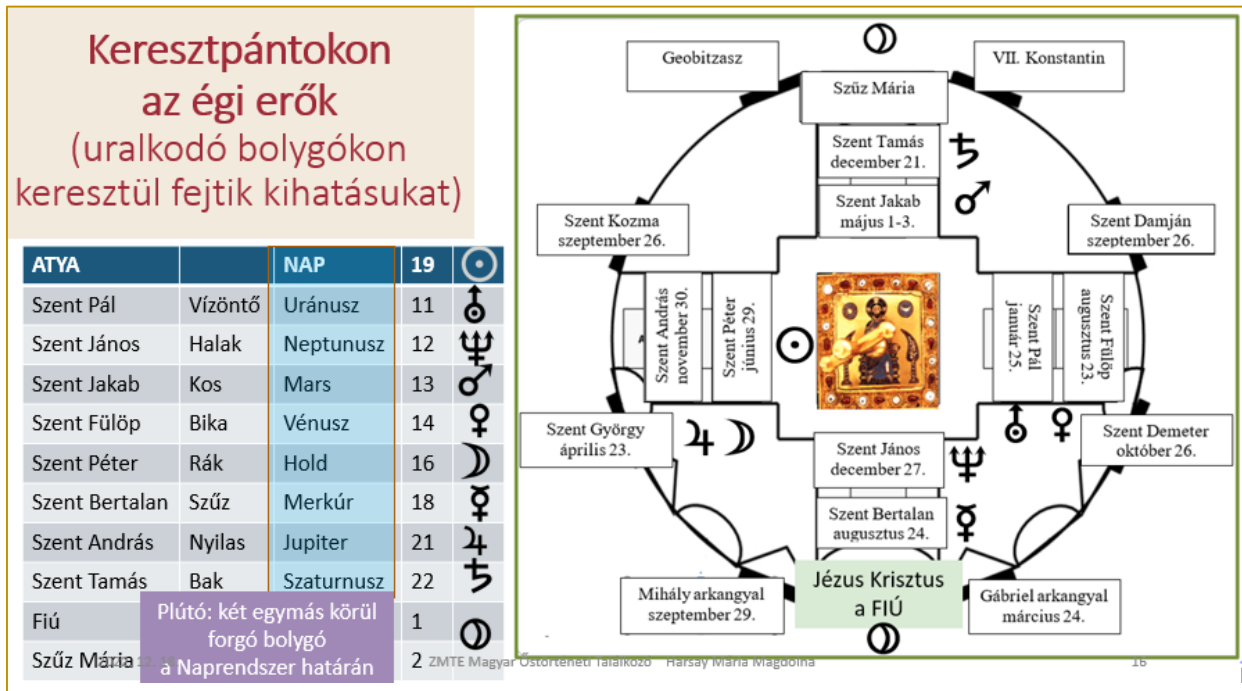 Keresztpántokon
az égi erők
(uralkodó bolygókon
keresztül fejtik kihatásukat)
ATYA NAP 19
Szent Pál Vízöntő Uránusz 11
Szent János Halak Neptunusz 12
Szent Jakab Kos Mars 13
Szent Fülöp Bika Vénusz 14
Szent Péter Rák Hold 16
Szent Bertalan Szűz Merkúr 18
Szent András Nyilas Jupiter 21
Szent Tamás Bak Szaturnusz 22
Fiú 1
Szűz Mária 2
Plútó: két egymás körül
forgó bolygó
a Naprendszer határán
Geobitzasz
VII. Konstantin
Szűz Mária
Szent Tamás
december 21.
Szent Jakab
május 1-3.
Szent Kozma
szeptember 26.
Szent Damján
szeptember 26.
Szent András
november 30.
Szent Péter
június 29.
Szent Pál
január 25.
Szent Fülöp
augusztus 23.
Szent György
április 23.
Szent Demeter
október 26.
Szent János
december 27.
Szent Bertalan
augusztus 24.
Mihály arkangyal
szeptember 29.
Jézus Krisztus
a FIÚ
Gábriel arkangyal
március 24.
ZMTE Magyar Őstörténeti Találkozó Harsay Mária Magdolna
16